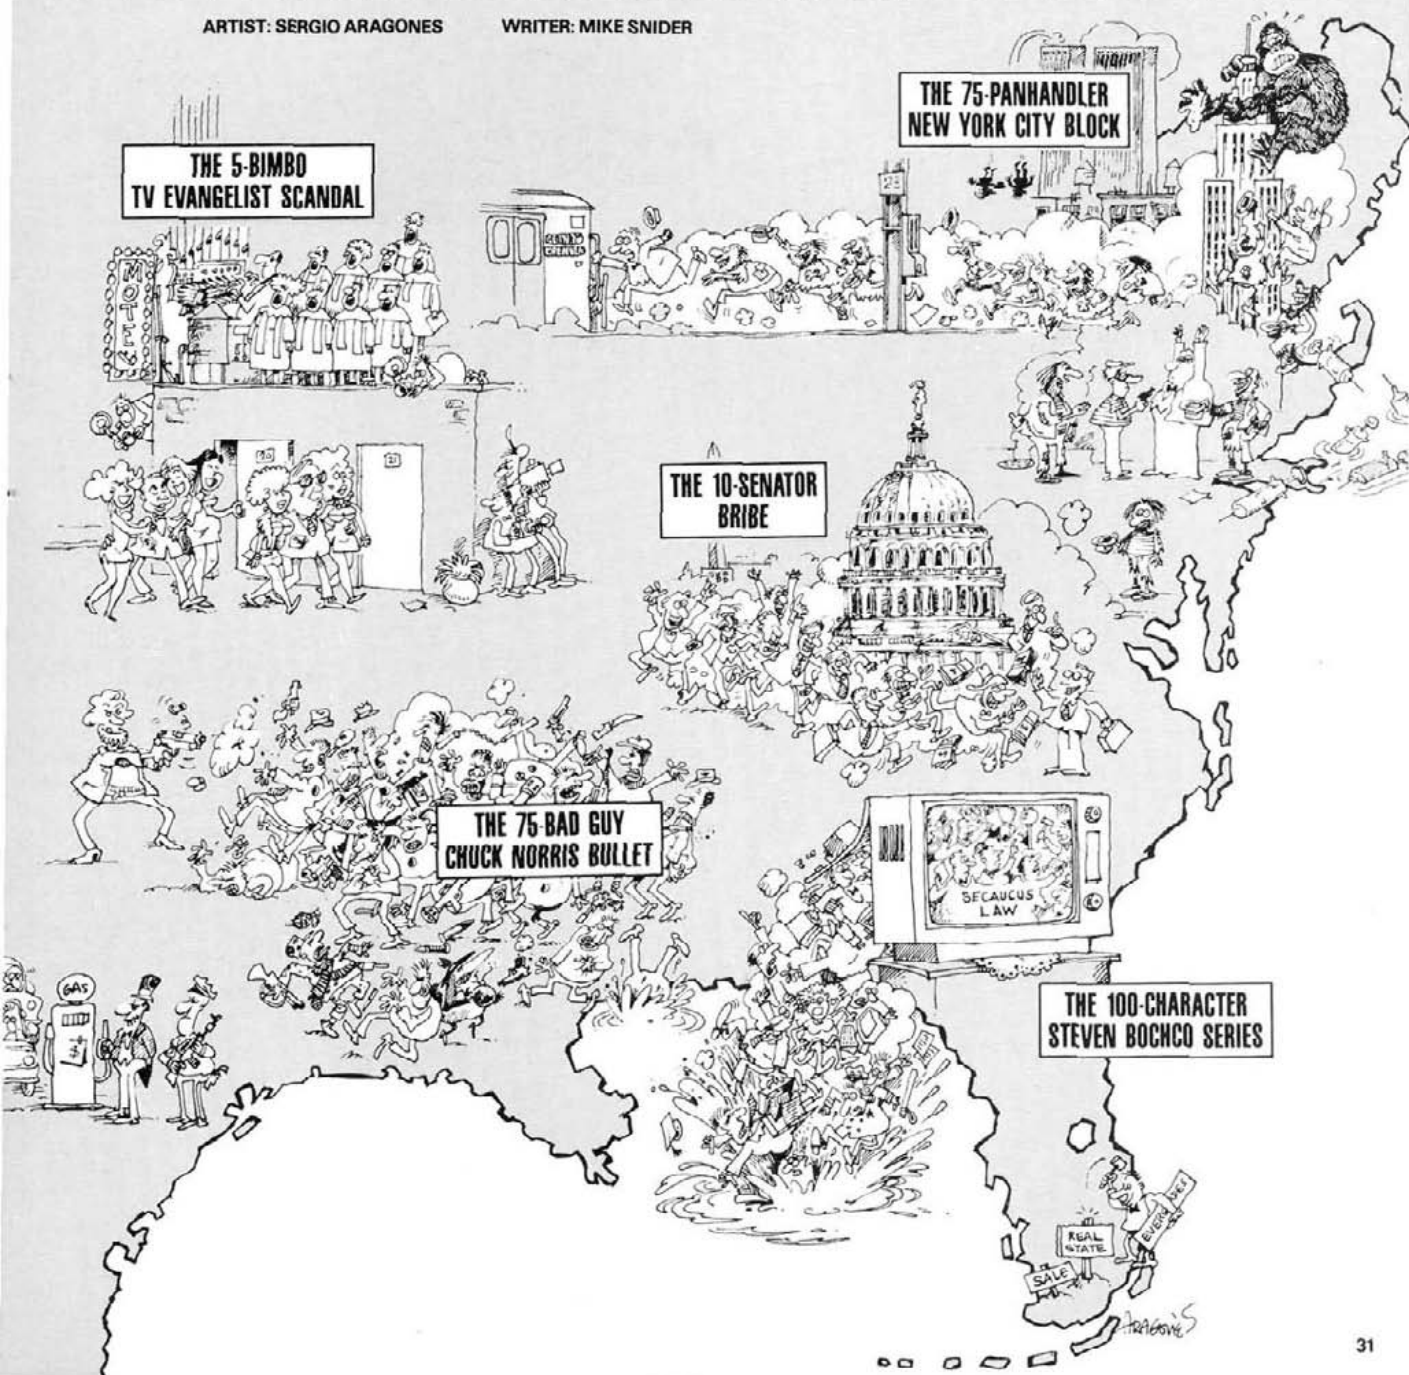 ARTIST: SERGIO ARAGONES
WRITER: MIKE SNIDER
THE 75-PANHANDLER
NEW YORK CITY BLOCK
THE 5-BIMBO
TV EVANGELIST SCANDAL
MOTEL
THE 10-SENATOR
BRIBE
THE 75-BAD GUY
CHUCK NORRIS BULLET
SECAUCUS
LAW
GAS
THE 100-CHARACTER
STEVEN BOCHCO SERIES
REAL
STATE
SALE
ARAGONÉS
31